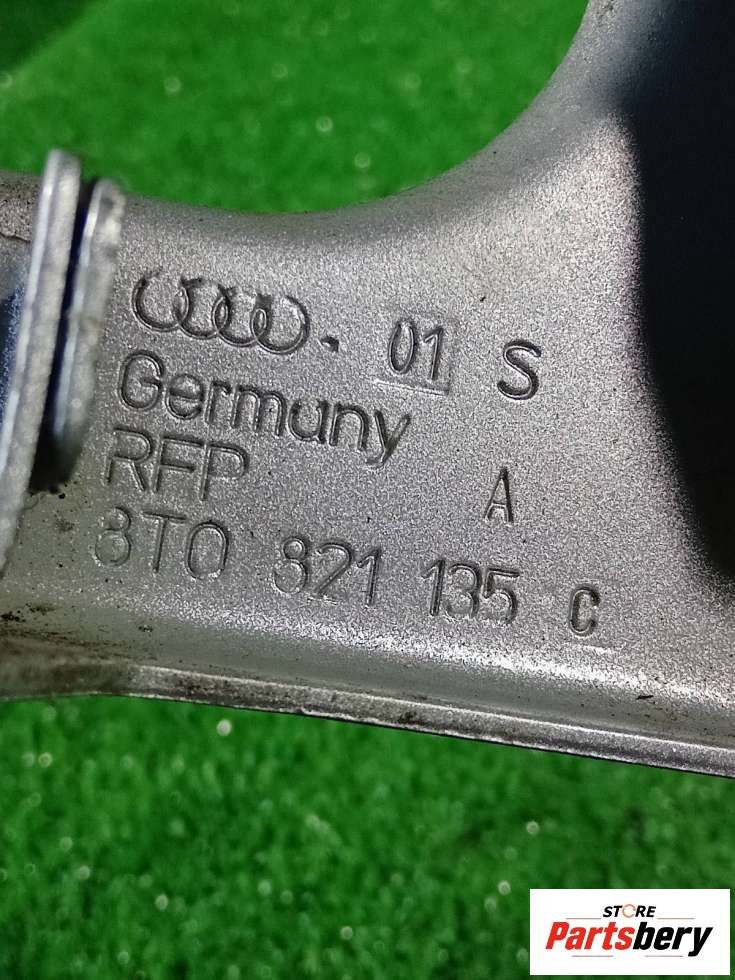 01 S
Germany
RFP A
8T0 821 135 C
STORE
Partsbery